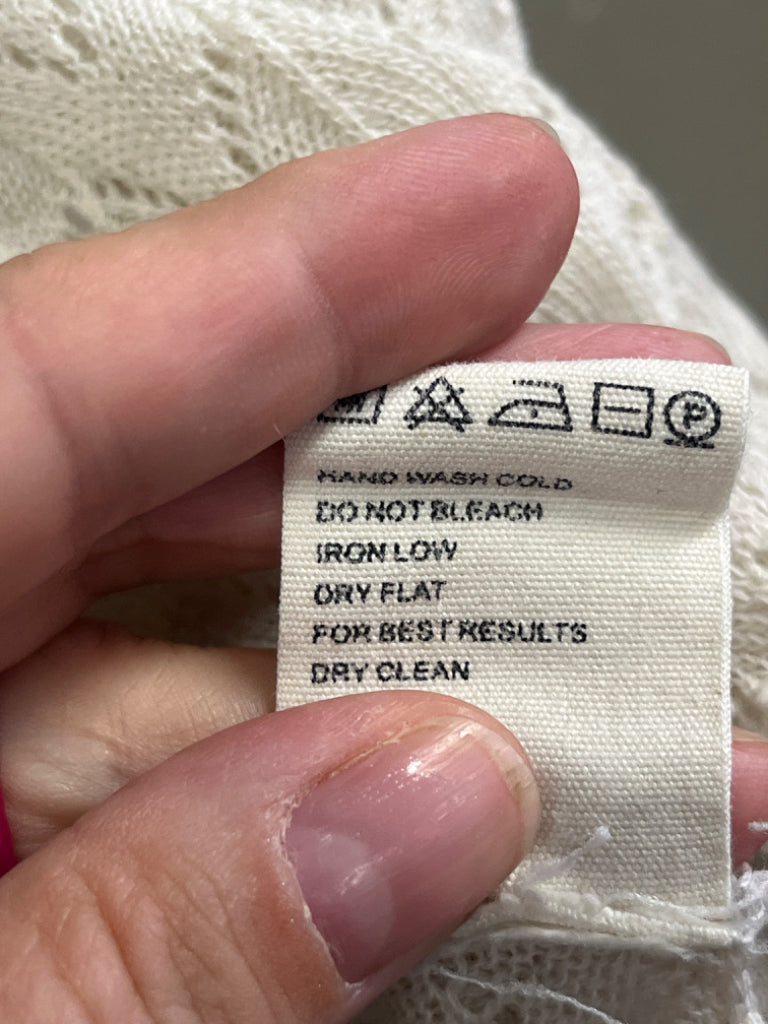 P
HAND WASH COLD
DO NOT BLEACH
IRON LOW
DRY FLAT
FOR BEST RESULTS
DRY CLEAN